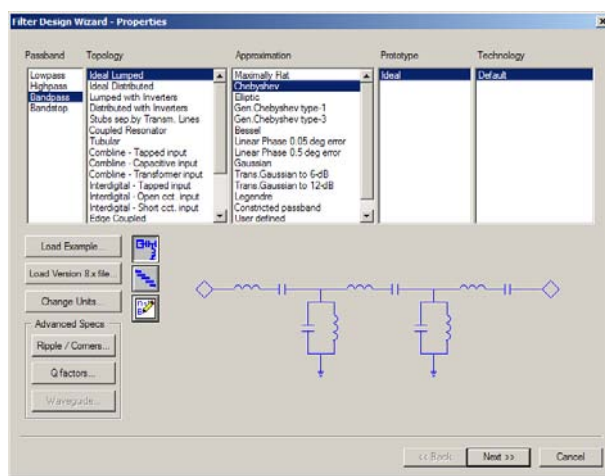 Filter Design Wizard - Properties
Passband Topology Approximation Prototype Technology
Lowpass
Highpass
Bandpass
Bandstop
Ideal Lumped
Ideal Distributed
Lumped with Inverters
Distributed with Inverters
Stubs sep.by Transm. Lines
Coupled Resonator
Tubular
Combline - Tapped input
Combline - Capacitive input
Combline - Transformer input
Interdigital - Tapped input
Interdigital - Open cct. input
Interdigital - Short cct. input
Edge Coupled
Maximally Flat
Chebyshev
Elliptic
Gen.Chebyshev type-1
Gen.Chebyshev type-3
Bessel
Linear Phase 0.05 deg error
Linear Phase 0.5 deg error
Gaussian
Trans.Gaussian to 6-dB
Trans.Gaussian to 12-dB
Legendre
Constricted passband
User defined
Ideal
Default
Load Example...
Load Version 8.x file...
Change Units...
Advanced Specs
Ripple / Corners...
Q factors...
Waveguide...
<< Back
Next >>
Cancel